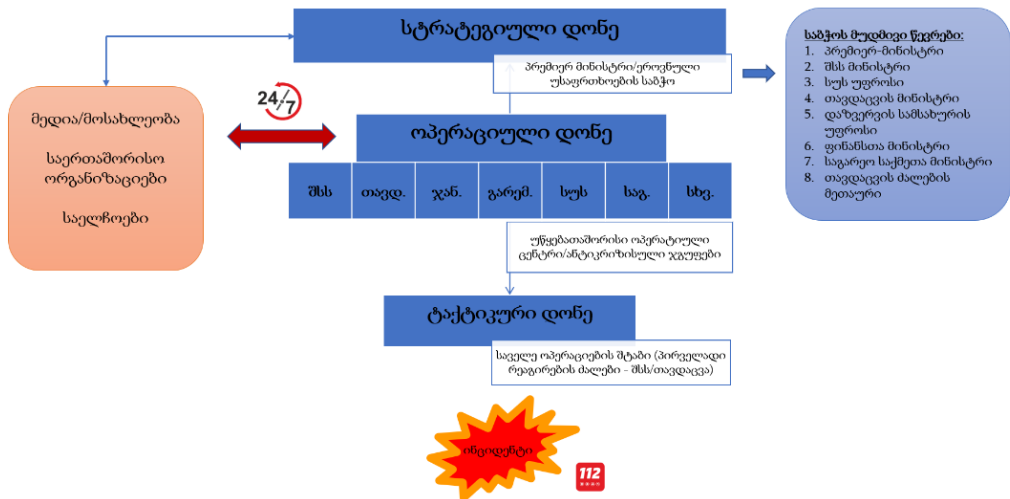 სტრატეგიული დონე
პრემიერ მინისტრი/ეროვნული
უსაფრთხოების საბჭო
საბჭოს მუდმივი წევრები:
1. პრემიერ-მინისტრი
2. შსს მინისტრი
3. სუს უფროსი
4. თავდაცვის მინისტრი
5. დაზვერვის სამსახურის
უფროსი
6. ფინანსთა მინისტრი
7. საგარეო საქმეთა მინისტრი
8. თავდაცვის ძალების
მეთაური
მედია/მოსახლეობა
საერთაშორისო
ორგანიზაციები
საელჩოები
24/7
ოპერაციული დონე
შსს
თავდ.
ჯან.
გარემ.
სუს
საგ.
სხვ.
უწყებათაშორისი ოპერატიული
ცენტრი/ანტიკრიზისული ჯგუფები
ტაქტიკური დონე
საველე ოპერაციების შტაბი (პირველადი
რეაგირების ძალები - შსს/თავდაცვა)
ინციდენტი
112